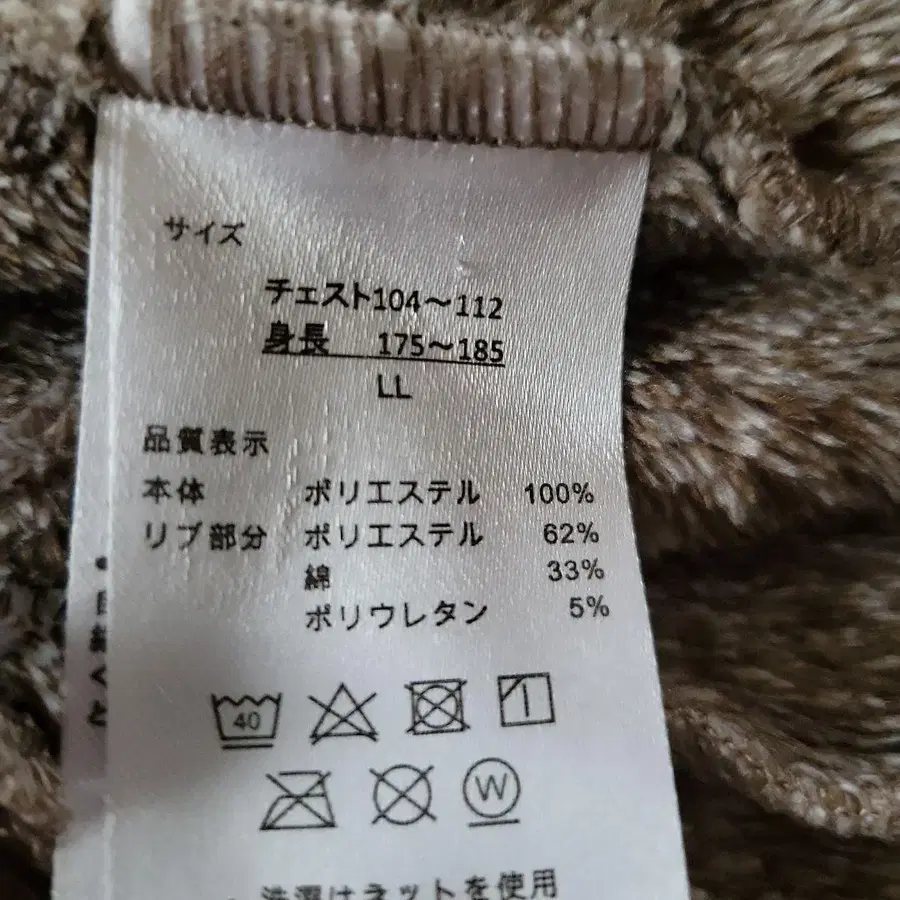 サイズ
チェスト104～112
身長 175～185
LL
品質表示
本体 ポリエステル 100%
リブ部分 ポリエステル 62%
綿 33%
ポリウレタン 5%
40
W
洗濯はネットを使用